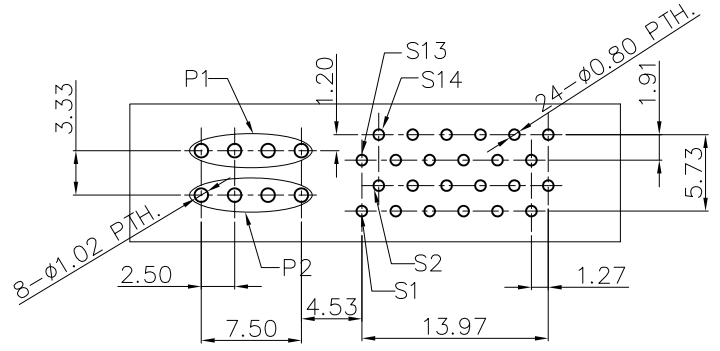 P1
S13
S14
1.20
24-ø0.80 PTH.
1.91
3.33
5.73
8-ø1.02 PTH.
P2
S2
S1
2.50
4.53
1.27
7.50
13.97